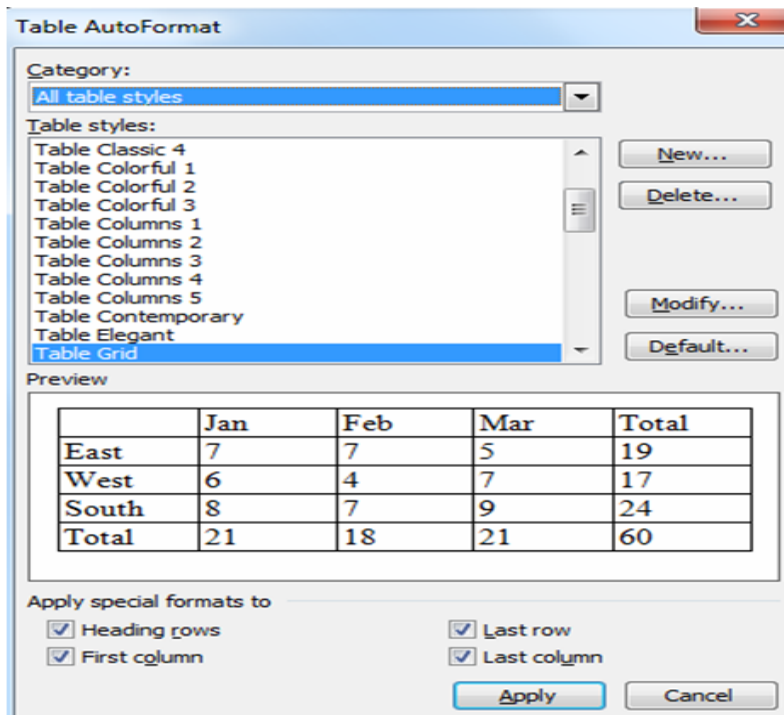 Table AutoFormat
Category:
All table styles
Table styles:
Table Classic 4
Table Colorful 1
Table Colorful 2
Table Colorful 3
Table Columns 1
Table Columns 2
Table Columns 3
Table Columns 4
Table Columns 5
Table Contemporary
Table Elegant
Table Grid
New...
Delete...
Modify...
Default...
Preview
Jan Feb Mar Total
East 7 7 5 19
West 6 4 7 17
South 8 7 9 24
Total 21 18 21 60
Apply special formats to
Heading rows Last row
First column Last column
Apply Cancel